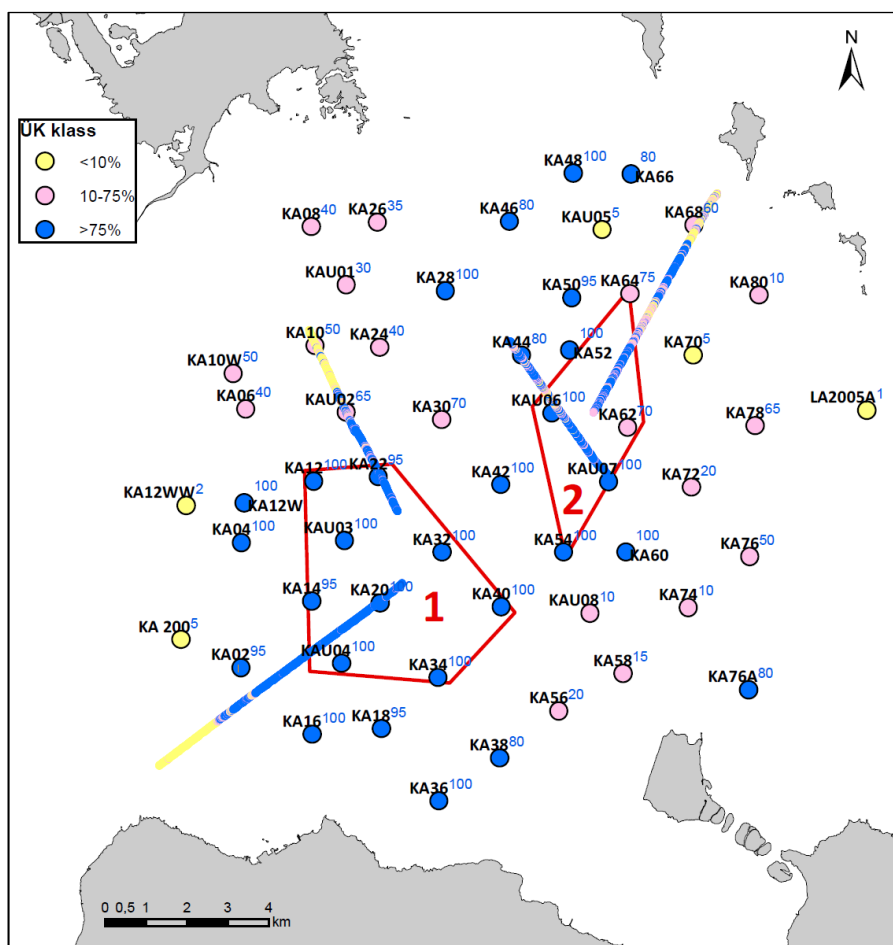 N
ÜK klass
<10%
10-75%
>75%
KA48 100
80 KA66
KA08 40
KA26 35
KA46 80
KAU05 5
KA68 60
KAU01 30
KA28 100
KA50 95
KA64 75
KA80 10
KA10 50
KA24 40
KA44 80
100 KA52
KA70 5
KA10W 50
KA06 40
KAU02 65
KA30 70
KAU06 100
KA62 70
KA78 65
LA2005A 1
KA12 100
KA22 95
KA42 100
KAU07 100
KA72 20
KA12WW 2
100 KA12W
2
KA04 100
KAU03 100
KA32 100
KA54 100
100 KA60
KA76 50
KA14 95
KA20 100
1
KA40 100
KAU08 10
KA74 10
KA 200 5
KA02 95
KAU04 100
KA34 100
KA58 15
KA76A 80
KA56 20
KA16 100
KA18 95
KA38 80
KA36 100
0 0,5 1 2 3 4
km